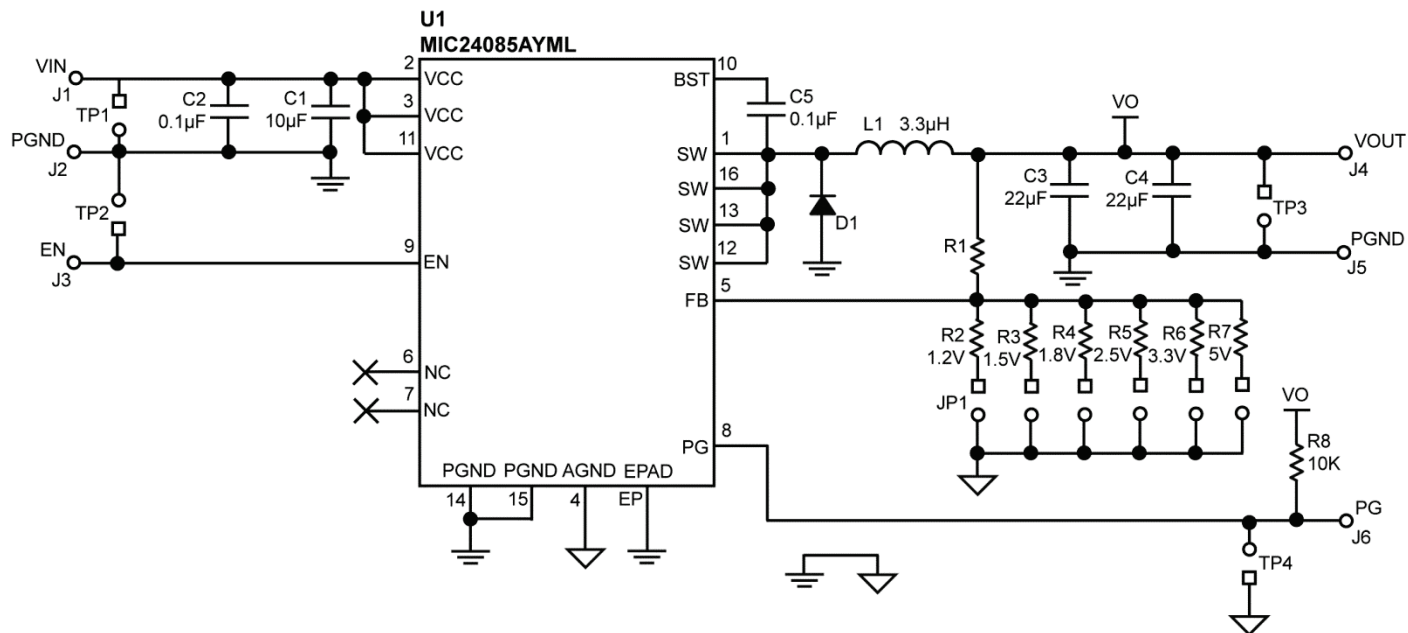 U1
MIC24085AYML
VIN
J1
TP1
C2
0.1µF
C1
10µF
PGND
J2
TP2
EN
J3
2
VCC
3
VCC
11
VCC
9
EN
6
NC
7
NC
10
BST
C5
0.1µF
1
SW
16
SW
13
SW
12
SW
5
FB
8
PG
PGND
PGND
AGND
EPAD
14
15
4
EP
L1
3.3µH
D1
VO
VOUT
J4
C3
22µF
C4
22µF
TP3
PGND
J5
R1
R2
1.2V
R3
1.5V
R4
1.8V
R5
2.5V
R6
3.3V
R7
5V
JP1
VO
R8
10K
PG
J6
TP4